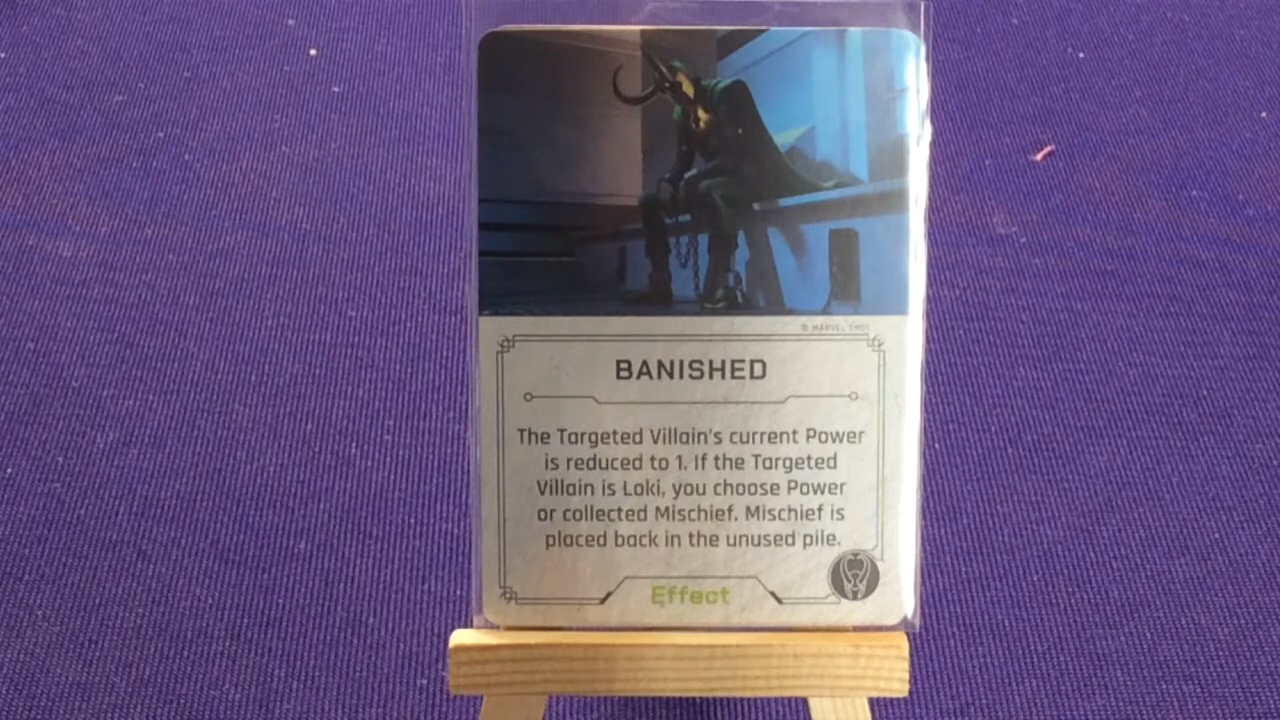 © MARVEL
BANISHED
The Targeted Villain's current Power
is reduced to 1. If the Targeted
Villain is Loki, you choose Power
or collected Mischief. Mischief is
placed back in the unused pile.
Effect